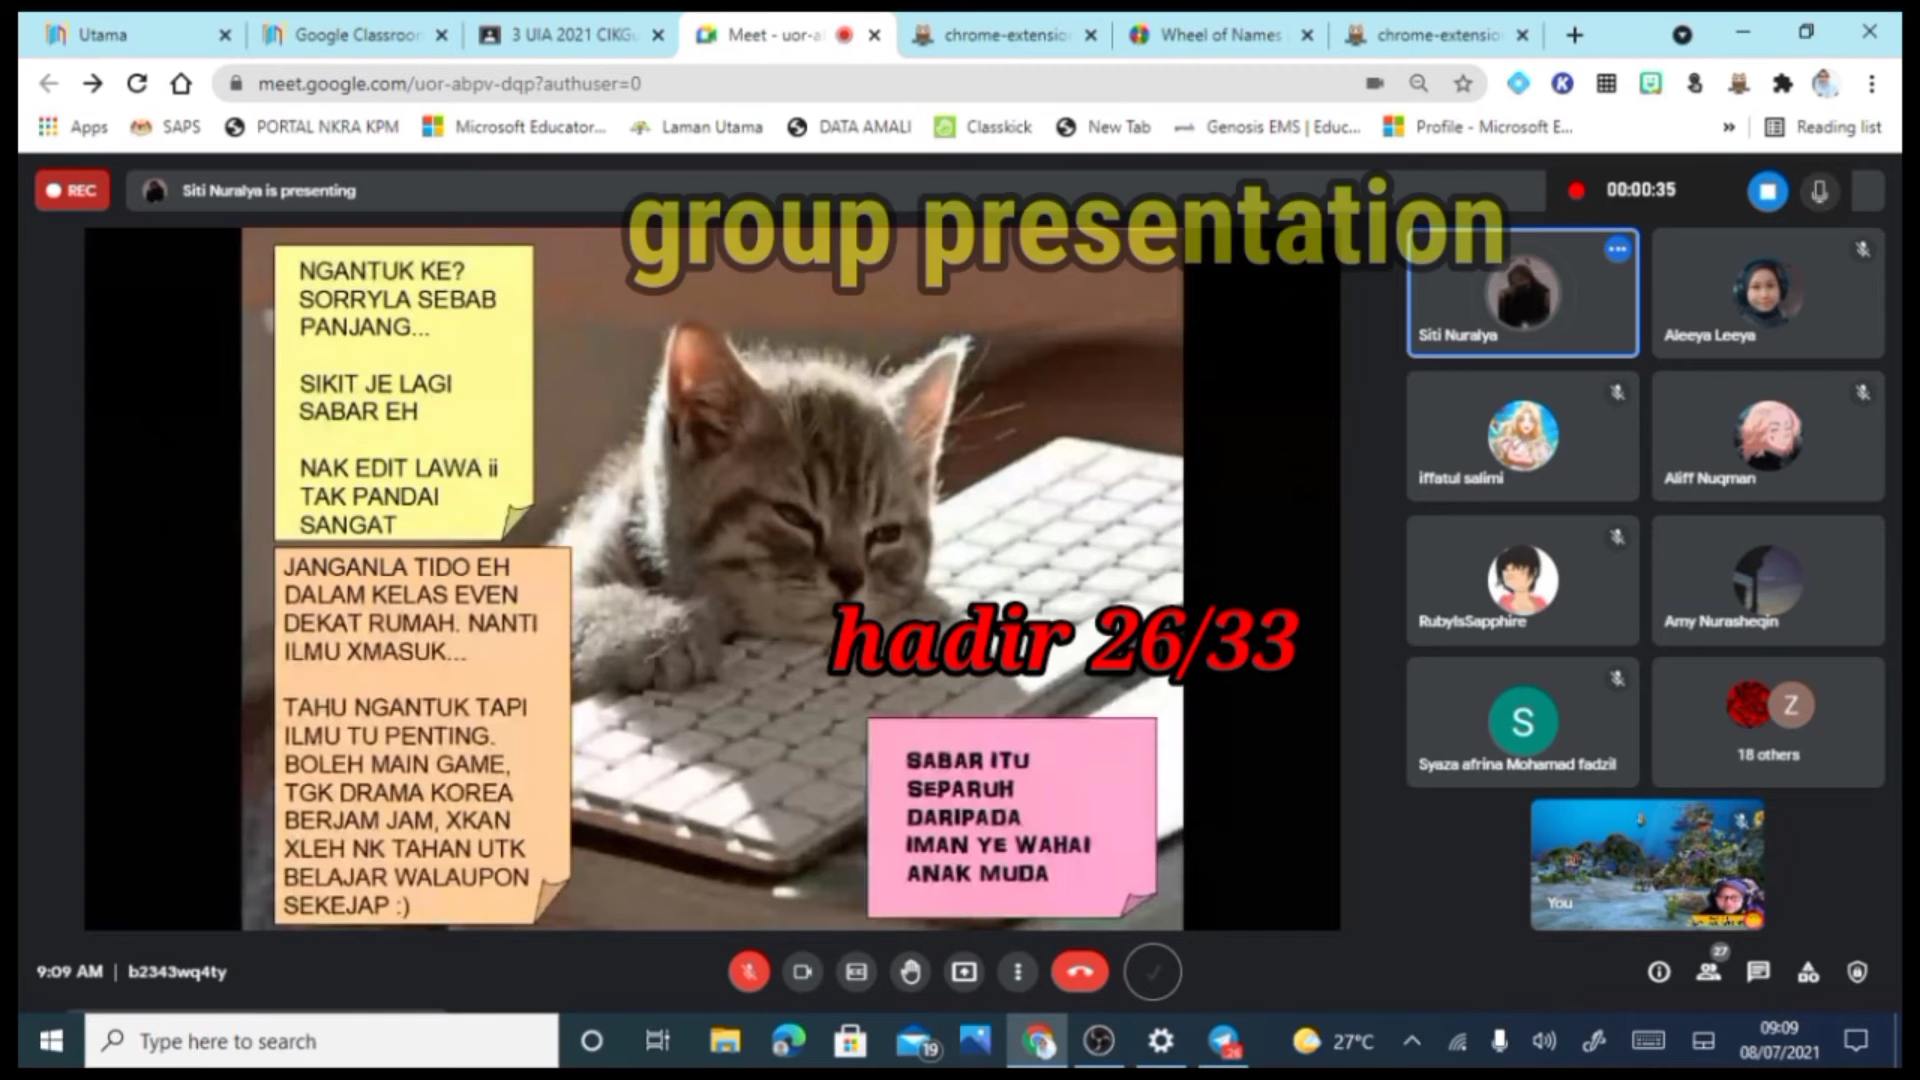 Utama
Google Classroor
3 UIA 2021 CIKG
Meet - uor-a
chrome-extensio
Wheel of Names
chrome-extensio
meet.google.com/uor-abpv-dqp?authuser=0
Apps
SAPS
PORTAL NKRA KPM
Microsoft Educator...
Laman Utama
DATA AMALI
Classkick
New Tab
Genosis EMS | Educ...
Profile - Microsoft E...
»
Reading list
REC
Siti Nuralya is presenting
00:00:35
group presentation
NGANTUK KE?
SORRYLA SEBAB
PANJANG...
SIKIT JE LAGI
SABAR EH
NAK EDIT LAWA ii
TAK PANDAI
SANGAT
JANGANLA TIDO EH
DALAM KELAS EVEN
DEKAT RUMAH. NANTI
ILMU XMASUK...
TAHU NGANTUK TAPI
ILMU TU PENTING.
BOLEH MAIN GAME,
TGK DRAMA KOREA
BERJAM JAM, XKAN
XLEH NK TAHAN UTK
BELAJAR WALAUPON
SEKEJAP :)
hadir 26/33
SABAR ITU
SEPARUH
DARIPADA
IMAN YE WAHAI
ANAK MUDA
Siti Nuralya
Aleeya Leeya
iffatul salimi
Aliff Nuqman
RubyIsSapphire
Amy Nurasheqin
S
Syaza afrina Mohamad fadzil
Z
18 others
You
9:09 AM | b2343wq4ty
27
Type here to search
19
26
27°C
09:09
08/07/2021